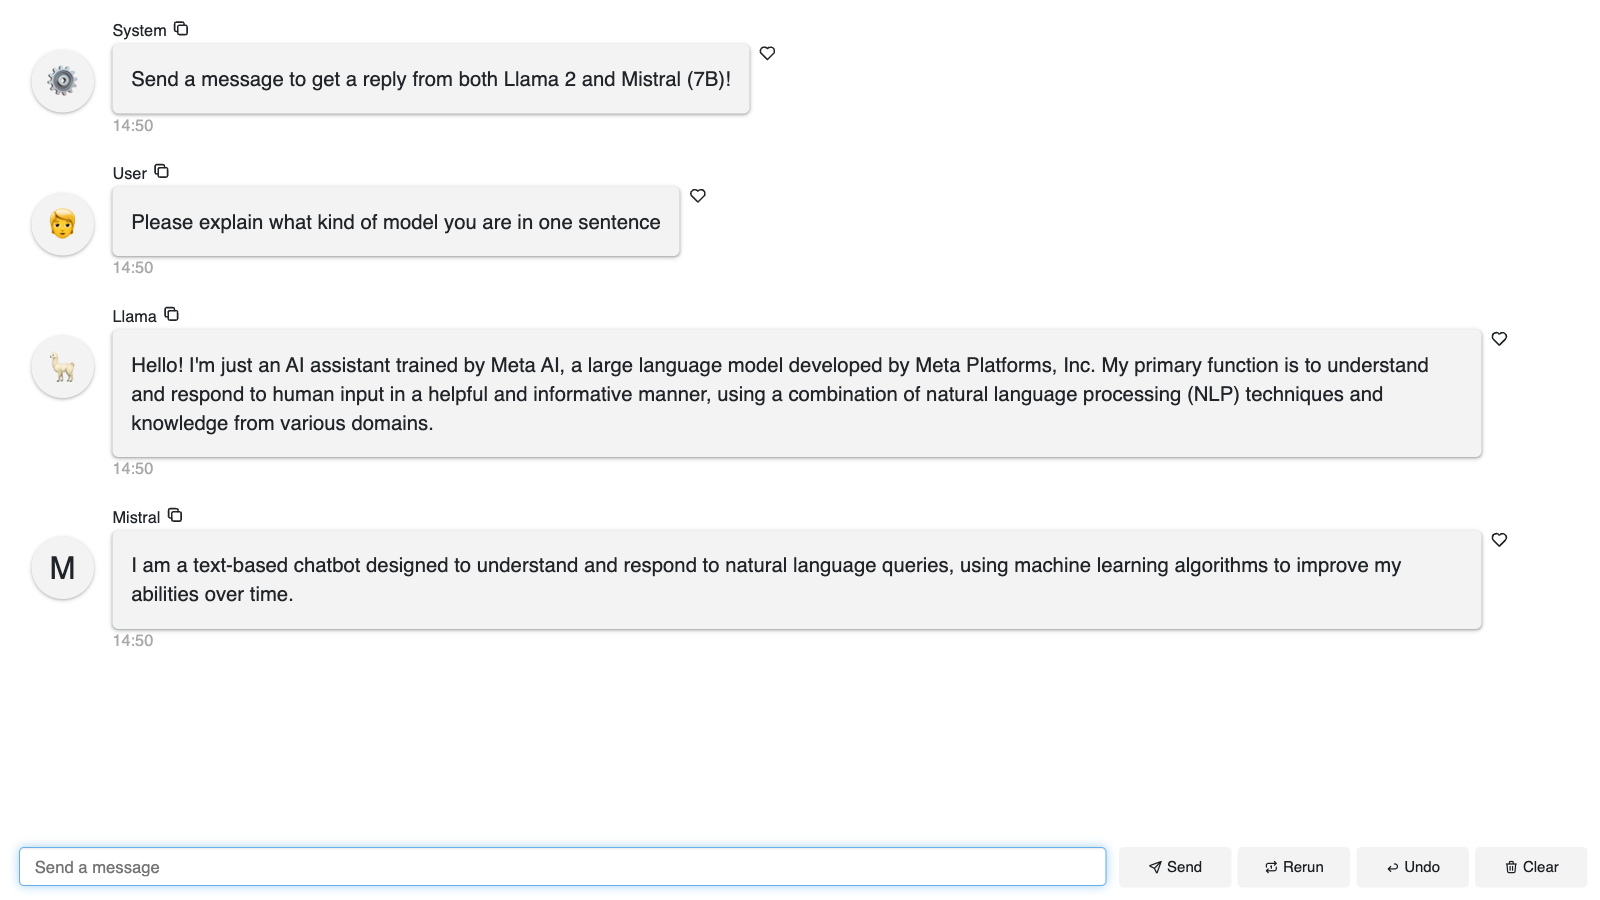 System
Send a message to get a reply from both Llama 2 and Mistral (7B)!
14:50
User
Please explain what kind of model you are in one sentence
14:50
Llama
Hello! I'm just an AI assistant trained by Meta AI, a large language model developed by Meta Platforms, Inc. My primary function is to understand
and respond to human input in a helpful and informative manner, using a combination of natural language processing (NLP) techniques and
knowledge from various domains.
14:50
Mistral
M
I am a text-based chatbot designed to understand and respond to natural language queries, using machine learning algorithms to improve my
abilities over time.
14:50
Send a message
Send
Rerun
Undo
Clear